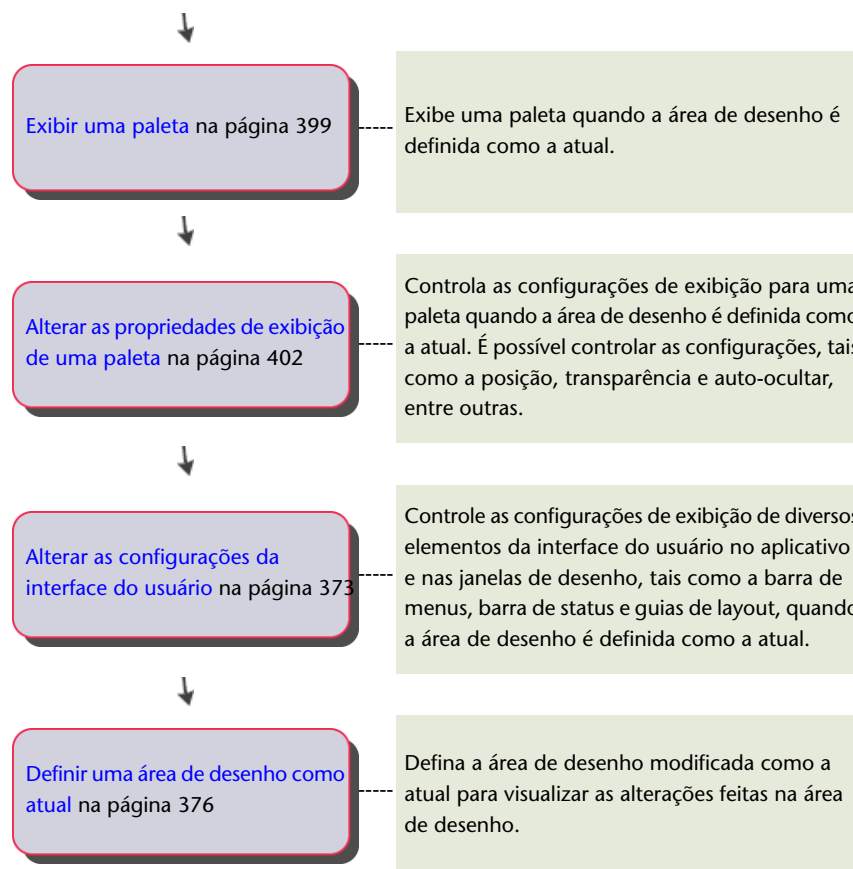 Exibir uma paleta na página 399
Exibe uma paleta quando a área de desenho é
definida como a atual.
Alterar as propriedades de exibição
de uma paleta na página 402
Controla as configurações de exibição para uma
paleta quando a área de desenho é definida como
a atual. É possível controlar as configurações, tais
como a posição, transparência e auto-ocultar,
entre outras.
Alterar as configurações da
interface do usuário na página 373
Controle as configurações de exibição de diversos
elementos da interface do usuário no aplicativo
e nas janelas de desenho, tais como a barra de
menus, barra de status e guias de layout, quando
a área de desenho é definida como a atual.
Definir uma área de desenho como
atual na página 376
Defina a área de desenho modificada como a
atual para visualizar as alterações feitas na área
de desenho.